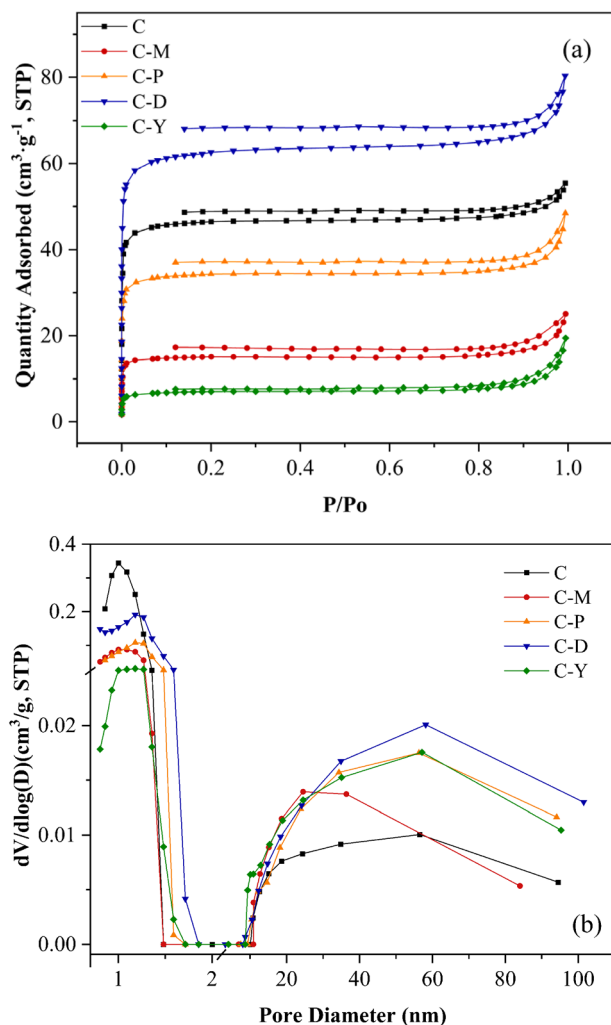 (a)
C
C-M
C-P
C-D
C-Y
80
60
40
20
0
Quantity Adsorbed (cm³·g⁻¹, STP)
0.0 0.2 0.4 0.6 0.8 1.0
P/Po
0.4
0.2
0.02
0.01
0.00
dV/dlog(D)(cm³/g, STP)
C
C-M
C-P
C-D
C-Y
(b)
1 2 20 40 60 80 100
Pore Diameter (nm)